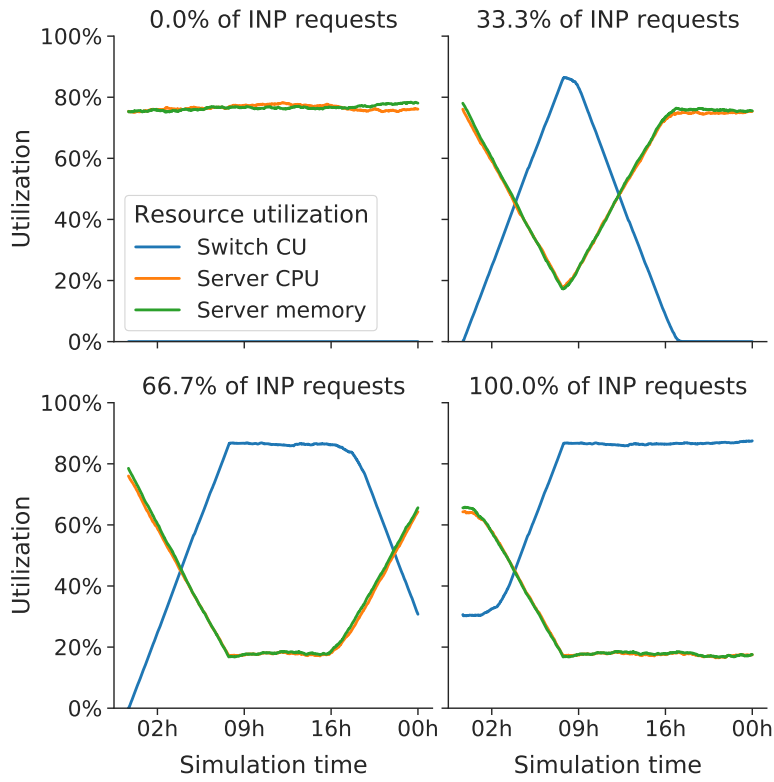 0.0% of INP requests
33.3% of INP requests
100%
80%
60%
40%
20%
0%
Utilization
Resource utilization
Switch CU
Server CPU
Server memory
66.7% of INP requests
100.0% of INP requests
100%
80%
60%
40%
20%
0%
Utilization
02h 09h 16h 00h
02h 09h 16h 00h
Simulation time
Simulation time